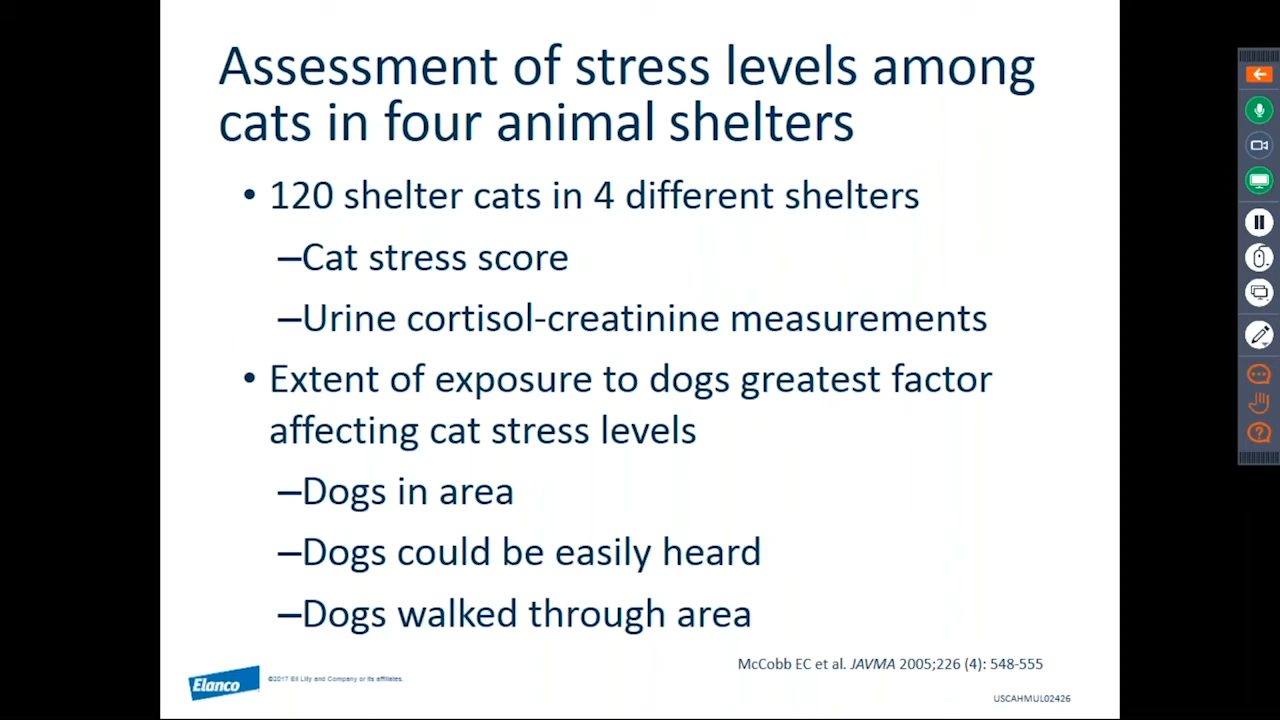 Assessment of stress levels among
cats in four animal shelters
• 120 shelter cats in 4 different shelters
–Cat stress score
–Urine cortisol-creatinine measurements
• Extent of exposure to dogs greatest factor
affecting cat stress levels
–Dogs in area
–Dogs could be easily heard
–Dogs walked through area
McCobb EC et al. JAVMA 2005;226 (4): 548-555
Elanco
©2017 Eli Lilly and Company or its affiliates.
USCAHMUL02426